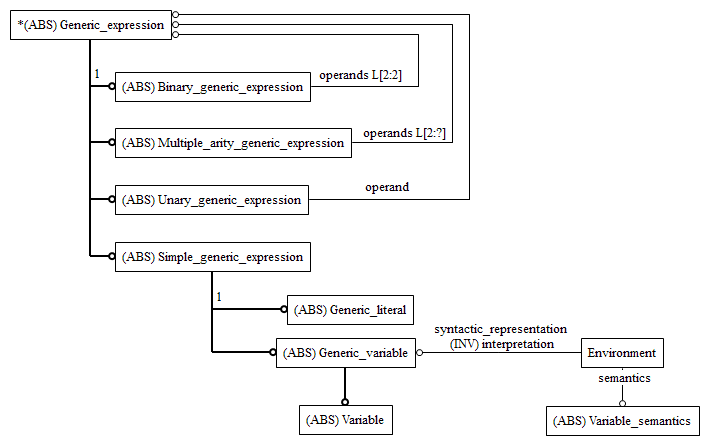 *(ABS) Generic_expression
1
operands L[2:2]
(ABS) Binary_generic_expression
operands L[2:?]
(ABS) Multiple_arity_generic_expression
operand
(ABS) Unary_generic_expression
(ABS) Simple_generic_expression
1
(ABS) Generic_literal
syntactic_representation
(INV) interpretation
(ABS) Generic_variable
Environment
semantics
(ABS) Variable
(ABS) Variable_semantics